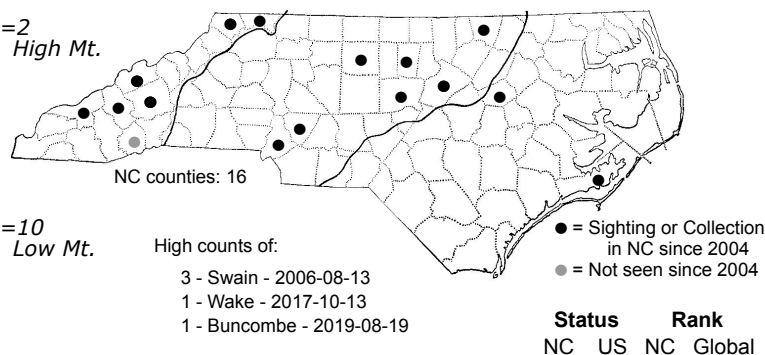 =2
High Mt.
NC counties: 16
=10
Low Mt.
High counts of:
3 - Swain - 2006-08-13
1 - Wake - 2017-10-13
1 - Buncombe - 2019-08-19
● = Sighting or Collection
in NC since 2004
● = Not seen since 2004
Status Rank
NC US NC Global